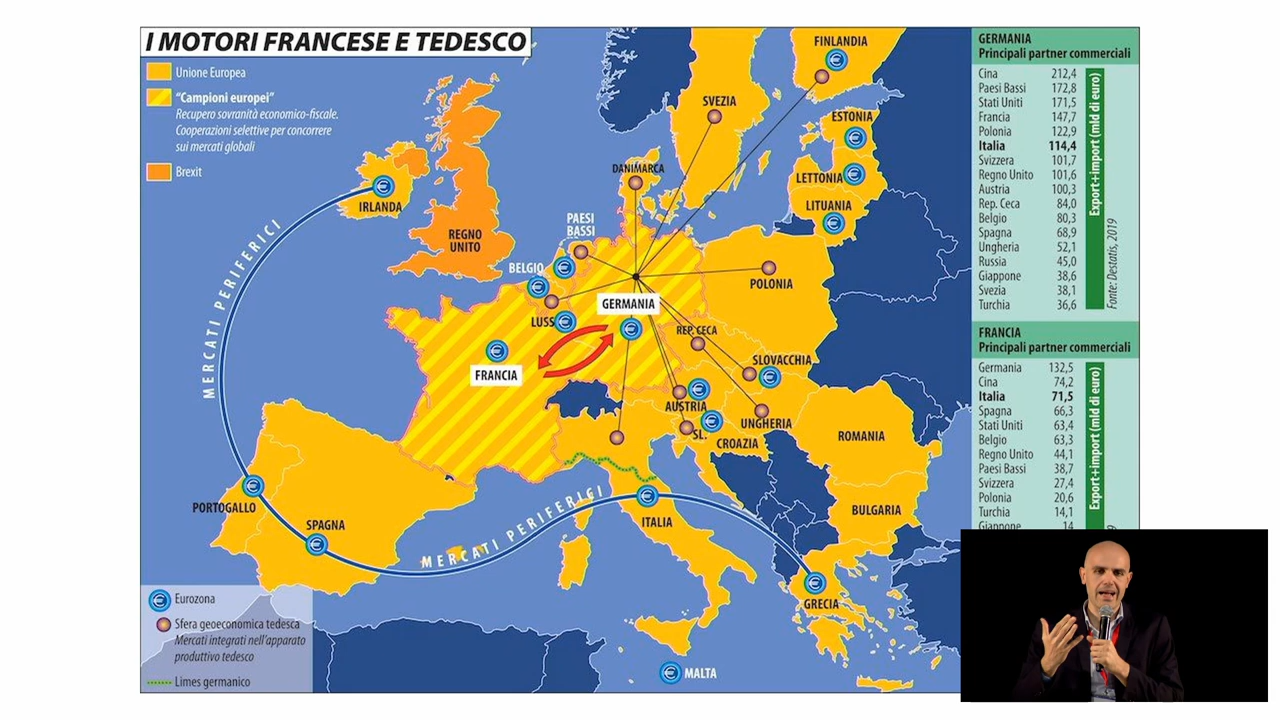 I MOTORI FRANCESE E TEDESCO
Unione Europea
"Campioni europei"
Recupero sovranità economico-fiscale.
Cooperazioni selettive per concorrere
sui mercati globali
Brexit
FINLANDIA
SVEZIA
ESTONIA
DANIMARCA
LETTONIA
LITUANIA
IRLANDA
REGNO
UNITO
PAESI
BASSI
BELGIO
POLONIA
GERMANIA
LUSS
REP. CECA
FRANCIA
SLOVACCHIA
AUSTRIA
UNGHERIA
SL.
CROAZIA
ROMANIA
MERCATI PERIFERICI
PORTOGALLO
SPAGNA
MERCATI PERIFERICI
ITALIA
BULGARIA
GRECIA
MALTA
Eurozona
Sfera geoeconomica tedesca
Mercati integrati nell'apparato
produttivo tedesco
Limes germanico
GERMANIA
Principali partner commerciali
Cina 212,4
Paesi Bassi 172,8
Stati Uniti 171,5
Francia 147,7
Polonia 122,9
Italia 114,4
Svizzera 101,7
Regno Unito 101,6
Austria 100,3
Rep. Ceca 84,0
Belgio 80,3
Spagna 68,9
Ungheria 52,1
Russia 45,0
Giappone 38,6
Svezia 38,1
Turchia 36,6
Export+import (mld di euro)
Fonte: Destatis, 2019
FRANCIA
Principali partner commerciali
Germania 132,5
Cina 74,2
Italia 71,5
Spagna 66,3
Stati Uniti 63,4
Belgio 63,3
Regno Unito 44,1
Paesi Bassi 38,7
Svizzera 27,4
Polonia 20,6
Turchia 14,1
Giappone 14
Export+import (mld di euro)